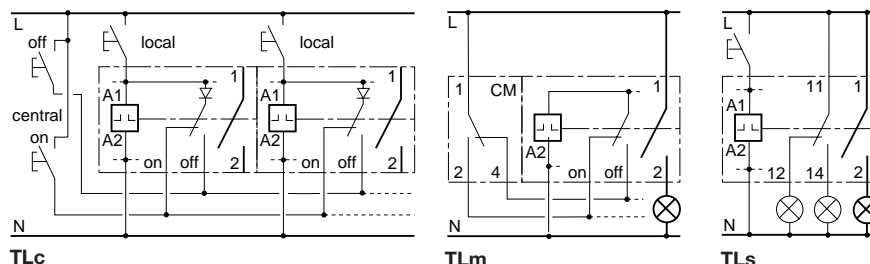 L
off
local
local
1
1
A1
A1
central
on
A2
A2
on
off
2
on
off
2
N
TLc
L
1
CM
1
A2
2
4
on
off
2
N
TLm
L
11
1
A1
A2
12
14
2
N
TLs